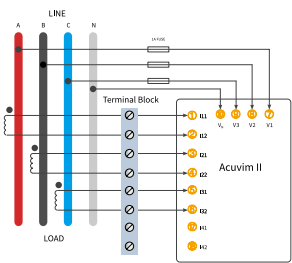 LINE
A B C N
1A FUSE
Terminal Block
Vn V3 V2 V1
I11
I12
I21
Acuvim II
I22
I31
I32
I41
I42
LOAD